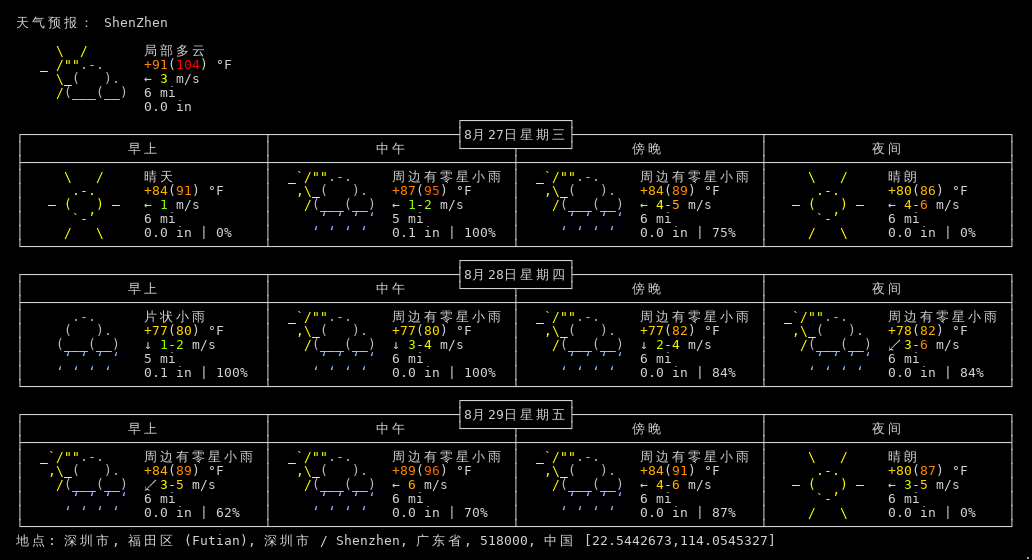 天气预报： ShenZhen
局部多云
+91(104) °F
← 3 m/s
6 mi
0.0 in
8月27日星期三
早上 中午 傍晚 夜间
晴天 周边有零星小雨 周边有零星小雨 晴朗
+84(91) °F +87(95) °F +84(89) °F +80(86) °F
← 1 m/s ← 1-2 m/s ← 4-5 m/s ← 4-6 m/s
6 mi 5 mi 6 mi 6 mi
0.0 in | 0% 0.1 in | 100% 0.0 in | 75% 0.0 in | 0%
8月28日星期四
早上 中午 傍晚 夜间
片状小雨 周边有零星小雨 周边有零星小雨 周边有零星小雨
+77(80) °F +77(80) °F +77(82) °F +78(82) °F
↓ 1-2 m/s ↓ 3-4 m/s ↓ 2-4 m/s ↙ 3-6 m/s
5 mi 6 mi 6 mi 6 mi
0.1 in | 100% 0.0 in | 100% 0.0 in | 84% 0.0 in | 84%
8月29日星期五
早上 中午 傍晚 夜间
周边有零星小雨 周边有零星小雨 周边有零星小雨 晴朗
+84(89) °F +89(96) °F +84(91) °F +80(87) °F
↙ 3-5 m/s ← 6 m/s ← 4-6 m/s ← 3-5 m/s
6 mi 6 mi 6 mi 6 mi
0.0 in | 62% 0.0 in | 70% 0.0 in | 87% 0.0 in | 0%
地点: 深圳市, 福田区 (Futian), 深圳市 / Shenzhen, 广东省, 518000, 中国 [22.5442673,114.0545327]